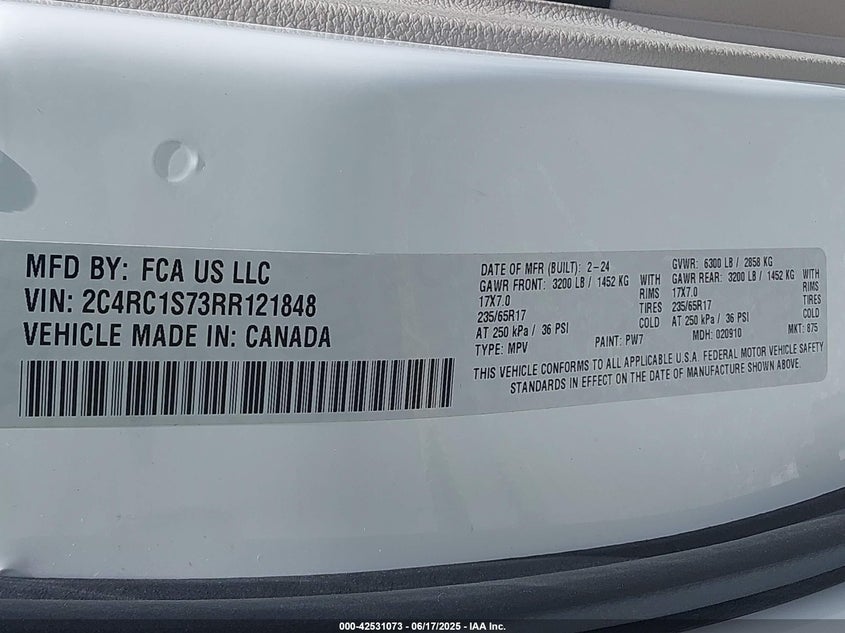 MFD BY: FCA US LLC
VIN: 2C4RC1S73RR121848
VEHICLE MADE IN: CANADA
DATE OF MFR (BUILT): 2-24 GVWR: 6300 LB / 2858 KG
GAWR FRONT: 3200 LB / 1452 KG WITH GAWR REAR: 3200 LB / 1452 KG WITH
17X7.0 RIMS 17X7.0 RIMS
235/65R17 TIRES 235/65R17 TIRES
AT 250 kPa / 36 PSI COLD AT 250 kPa / 36 PSI COLD
TYPE: MPV PAINT: PW7 MDH: 020910 MKT: 875
THIS VEHICLE CONFORMS TO ALL APPLICABLE U.S.A. FEDERAL MOTOR VEHICLE SAFETY
STANDARDS IN EFFECT ON THE DATE OF MANUFACTURE SHOWN ABOVE.
000-42531073 - 06/17/2025 - IAA Inc.